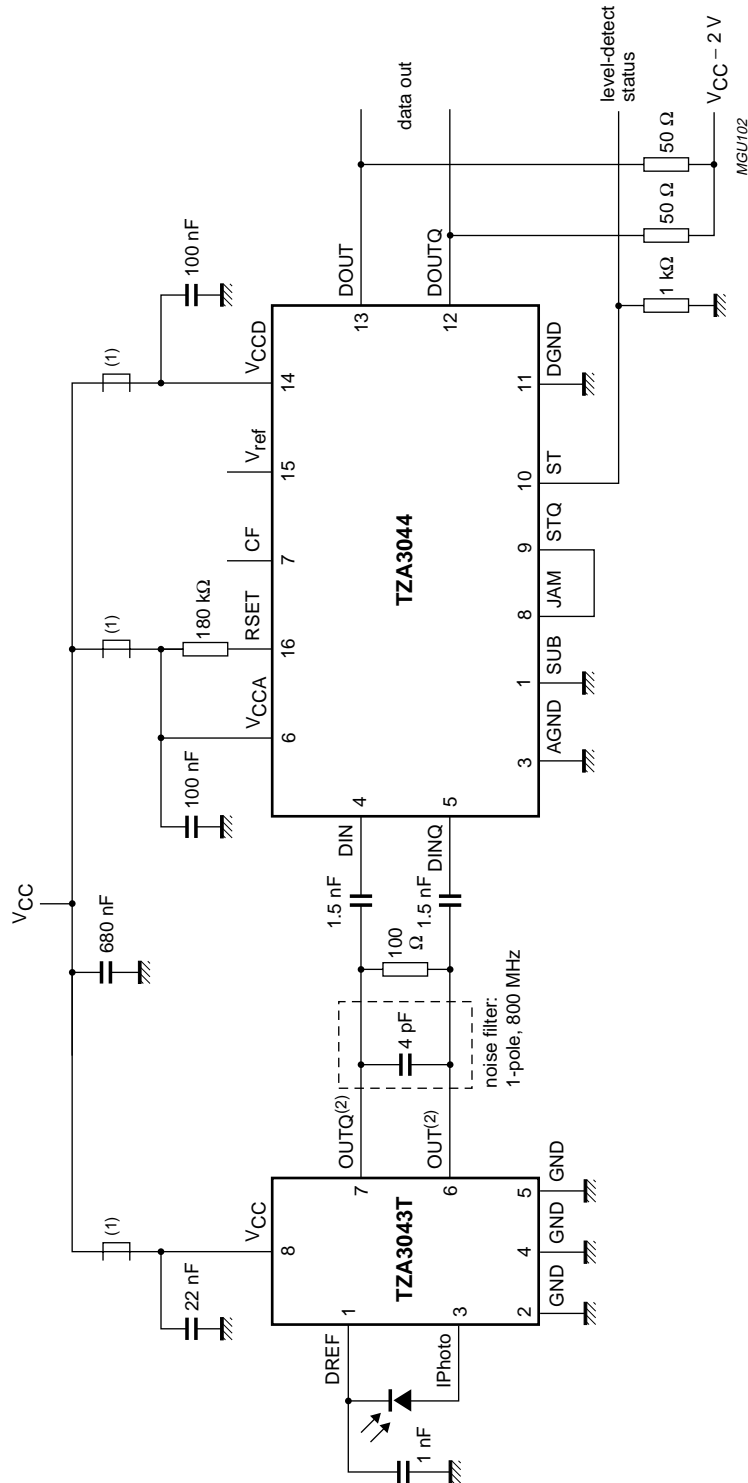 VCC
680 nF
(1)
22 nF
VCC
8
DREF
1
IPhoto
3
1 nF
TZA3043T
2
GND
4
GND
5
GND
OUTQ(2)
7
OUT(2)
6
4 pF
noise filter:
1-pole, 800 MHz
100
Ω
1.5 nF
1.5 nF
DIN
4
DINQ
5
100 nF
VCCA
6
(1)
180 kΩ
RSET
16
CF
7
Vref
15
(1)
VCCD
14
100 nF
TZA3044
3
AGND
1
SUB
8
JAM
9
STQ
10
ST
11
DGND
DOUT
13
DOUTQ
12
data out
level-detect
status
1 kΩ
50 Ω
50 Ω
VCC − 2 V
MGU102